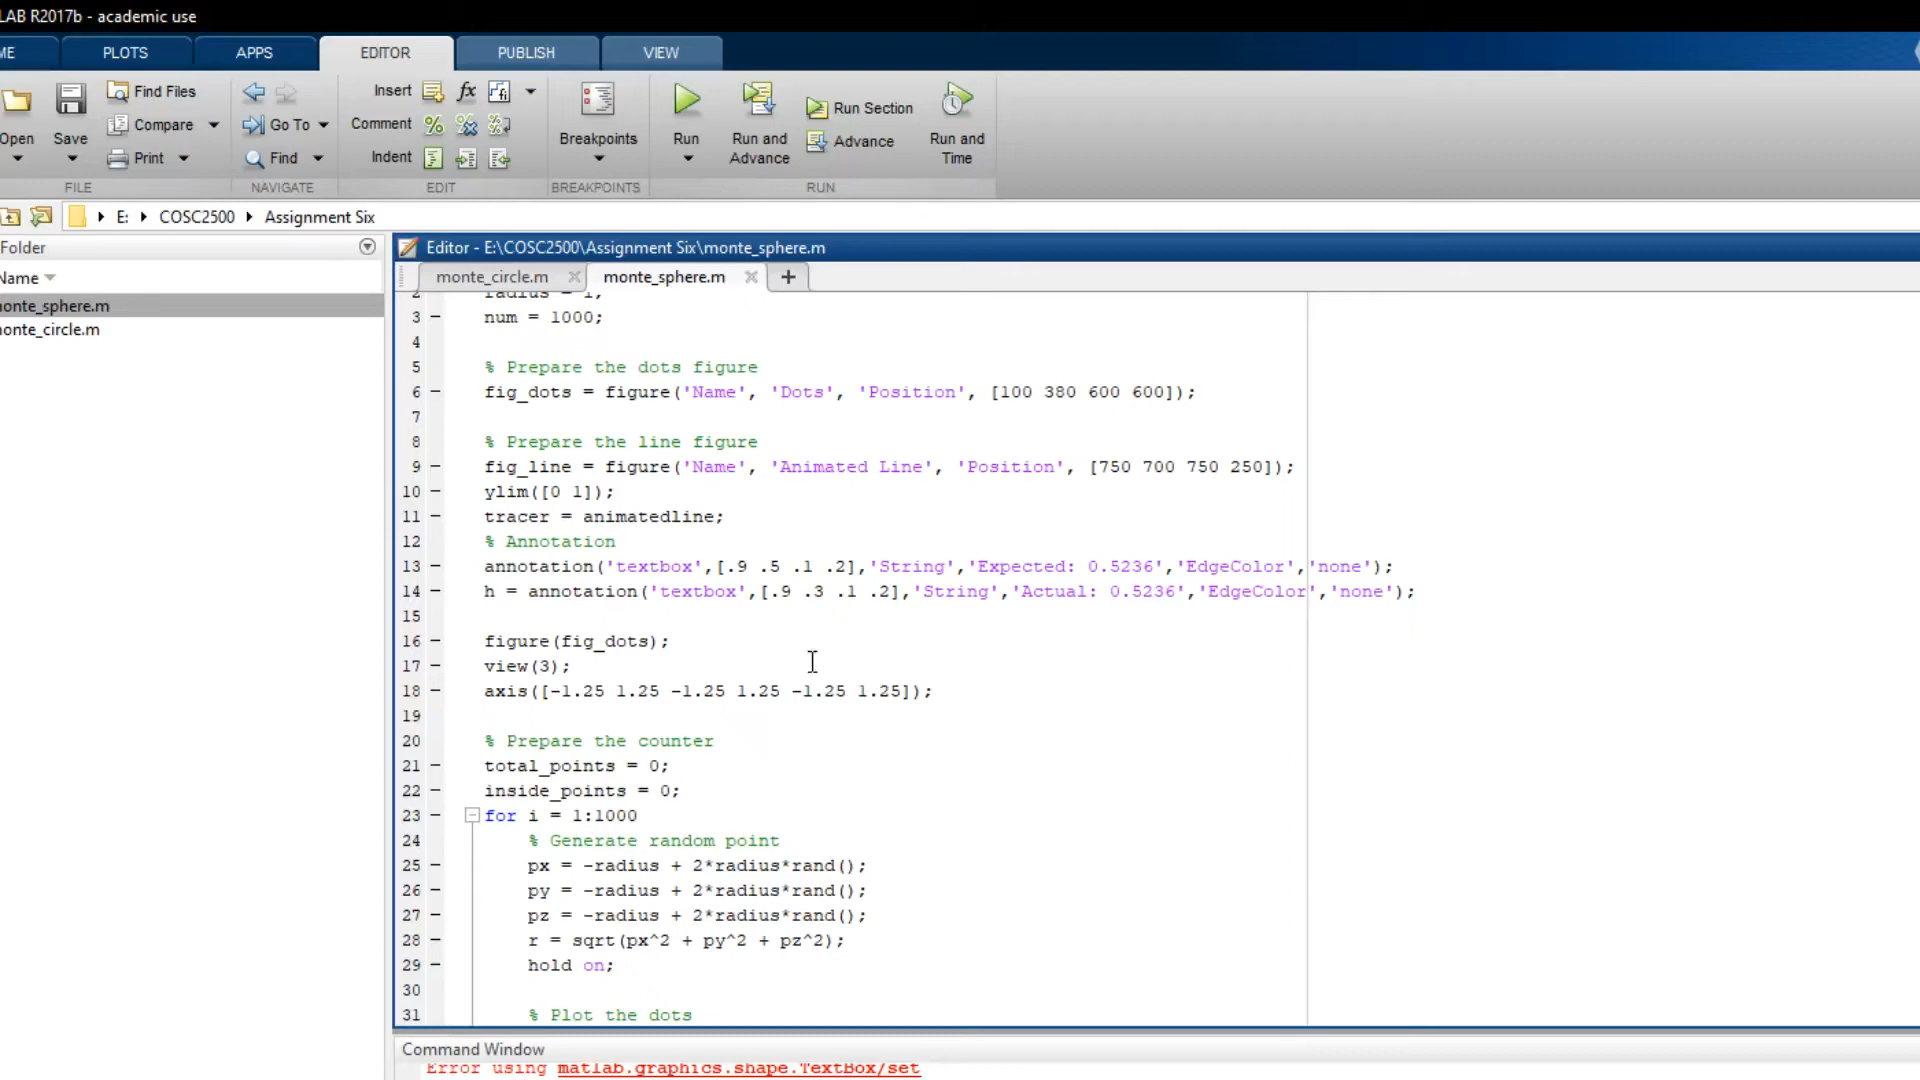 LAB R2017b - academic use
ME PLOTS APPS EDITOR PUBLISH VIEW
Open Save Find Files Compare Print
FILE
Go To Find
NAVIGATE
Insert fx
Comment
Indent
EDIT
Breakpoints
BREAKPOINTS
Run Run and Advance Run Section Advance Run and Time
RUN
E: COSC2500 Assignment Six
Folder
Name
onte_sphere.m
onte_circle.m
Editor - E:\COSC2500\Assignment Six\monte_sphere.m
monte_circle.m monte_sphere.m +
2 radius = 1;
3 num = 1000;
4
5 % Prepare the dots figure
6 fig_dots = figure('Name', 'Dots', 'Position', [100 380 600 600]);
7
8 % Prepare the line figure
9 fig_line = figure('Name', 'Animated Line', 'Position', [750 700 750 250]);
10 ylim([0 1]);
11 tracer = animatedline;
12 % Annotation
13 annotation('textbox',[.9 .5 .1 .2],'String','Expected: 0.5236','EdgeColor','none');
14 h = annotation('textbox',[.9 .3 .1 .2],'String','Actual: 0.5236','EdgeColor','none');
15
16 figure(fig_dots);
17 view(3);
18 axis([-1.25 1.25 -1.25 1.25 -1.25 1.25]);
19
20 % Prepare the counter
21 total_points = 0;
22 inside_points = 0;
23 for i = 1:1000
24 % Generate random point
25 px = -radius + 2*radius*rand();
26 py = -radius + 2*radius*rand();
27 pz = -radius + 2*radius*rand();
28 r = sqrt(px^2 + py^2 + pz^2);
29 hold on;
30
31 % Plot the dots
Command Window
Error using matlab.graphics.shape.TextBox/set